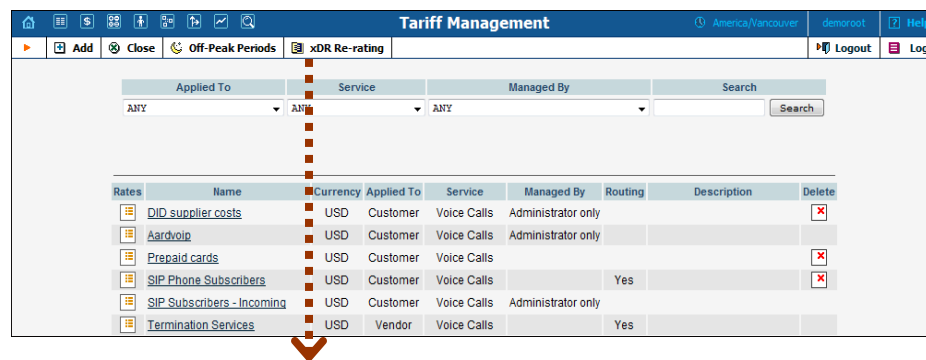 Tariff Management America/Vancouver demoroot ? Help
Add Close Off-Peak Periods xDR Re-rating Logout Log
Applied To Service Managed By Search
ANY ANY ANY Search
Rates Name Currency Applied To Service Managed By Routing Description Delete
DID supplier costs USD Customer Voice Calls Administrator only
Aardvoip USD Customer Voice Calls Administrator only
Prepaid cards USD Customer Voice Calls
SIP Phone Subscribers USD Customer Voice Calls Yes
SIP Subscribers - Incoming USD Customer Voice Calls Administrator only
Termination Services USD Vendor Voice Calls Yes